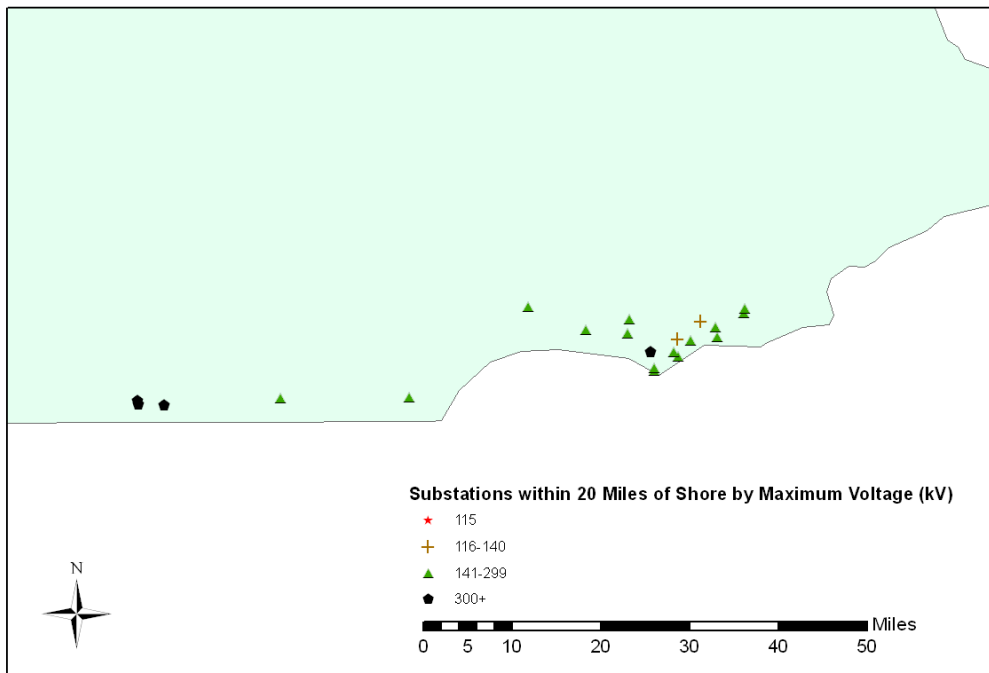 Substations within 20 Miles of Shore by Maximum Voltage (kV)
115
116-140
141-299
300+
N
Miles
0 5 10 20 30 40 50